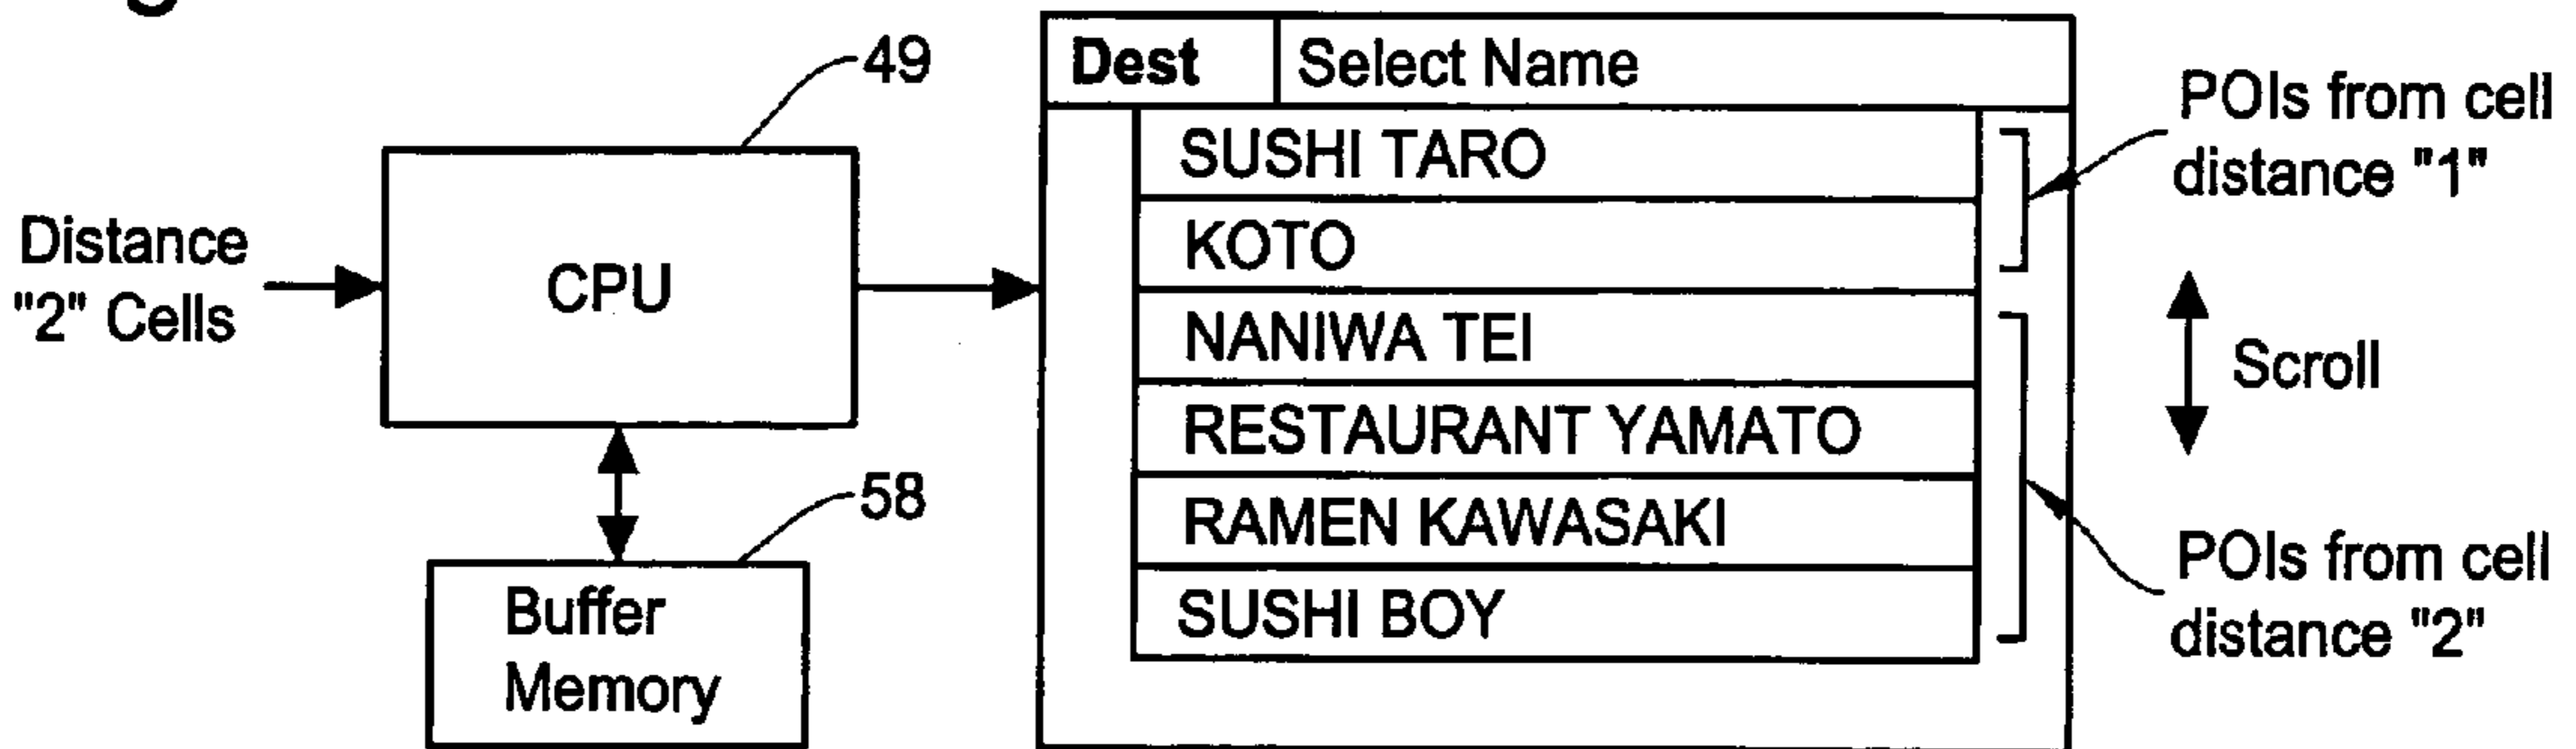 49
Distance
"2" Cells
CPU
58
Buffer
Memory
Dest Select Name
SUSHI TARO
KOTO
NANIWA TEI
RESTAURANT YAMATO
RAMEN KAWASAKI
SUSHI BOY
POIs from cell
distance "1"
Scroll
POIs from cell
distance "2"